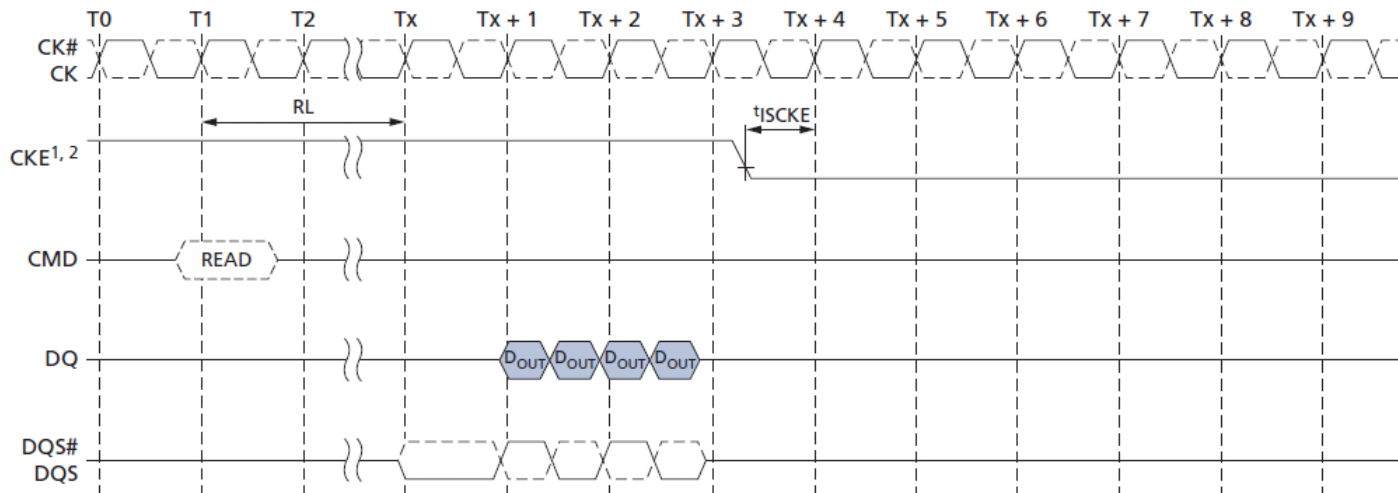 T0 T1 T2 Tx Tx + 1 Tx + 2 Tx + 3 Tx + 4 Tx + 5 Tx + 6 Tx + 7 Tx + 8 Tx + 9
CK#
CK
RL
tISCKE
CKE1, 2
CMD
READ
DQ
DOUT DOUT DOUT DOUT
DQS#
DQS